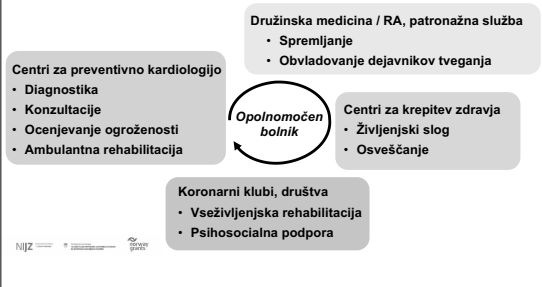 Družinska medicina / RA, patronažna služba
• Spremljanje
• Obvladovanje dejavnikov tveganja
Centri za preventivno kardiologijo
• Diagnostika
• Konzultacije
• Ocenjevanje ogroženosti
• Ambulantna rehabilitacija
Opolnomočen
bolnik
Centri za krepitev zdravja
• Življenjski slog
• Osveščanje
Koronarni klubi, društva
• Vseživljenjska rehabilitacija
• Psihosocialna podpora
NIJZ
norway
grants